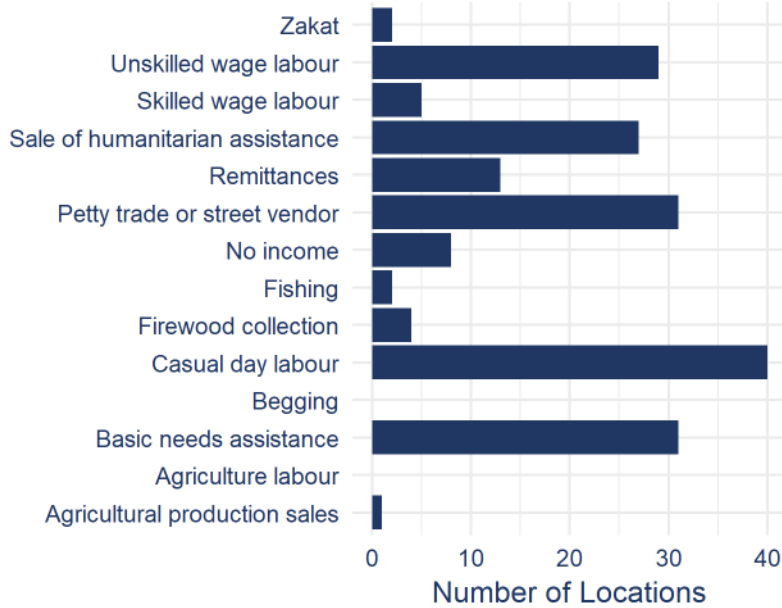 Zakat
Unskilled wage labour
Skilled wage labour
Sale of humanitarian assistance
Remittances
Petty trade or street vendor
No income
Fishing
Firewood collection
Casual day labour
Begging
Basic needs assistance
Agriculture labour
Agricultural production sales
0 10 20 30 40
Number of Locations